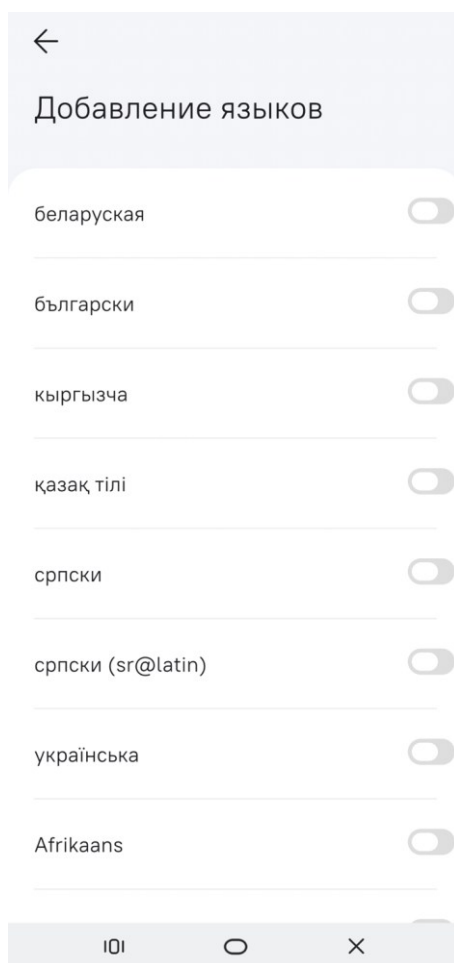 Добавление языков
беларуская
български
кыргызча
қазақ тілі
српски
српски (sr@latin)
українська
Afrikaans